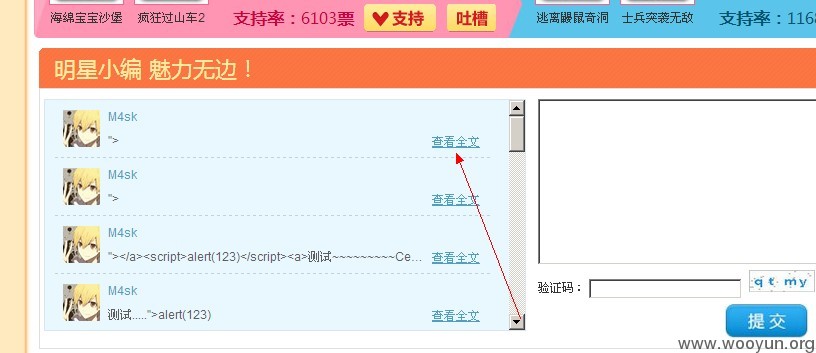 海绵宝宝沙堡 疯狂过山车2 支持率：6103票 支持 吐槽 逃离鼹鼠奇洞 士兵突袭无敌 支持率：1168
明星小编 魅力无边！
M4sk
"> 查看全文
M4sk
"> 查看全文
M4sk
"></a><script>alert(123)</script><a>测试~~~~~~~~~Ce... 查看全文
M4sk
测试.....">alert(123) 查看全文
验证码： qtmy
提 交
www.wooyun.org